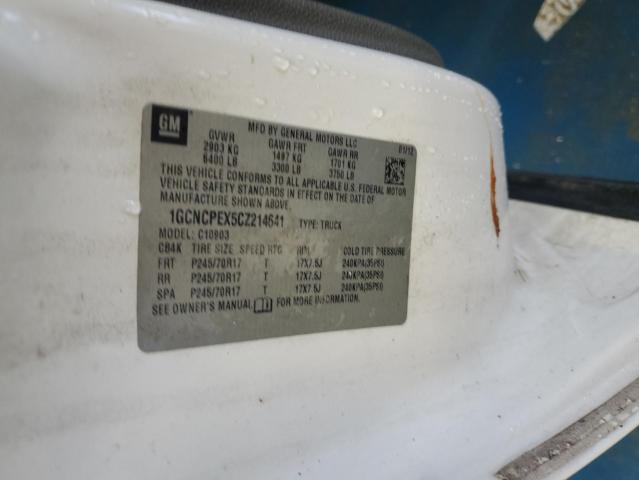 GM
MFD BY GENERAL MOTORS LLC 01/12
GVWR GAWR FRT GAWR RR
2903 KG 1497 KG 1701 KG
6400 LB 3300 LB 3750 LB
THIS VEHICLE CONFORMS TO ALL APPLICABLE U.S. FEDERAL MOTOR
VEHICLE SAFETY STANDARDS IN EFFECT ON THE DATE OF
MANUFACTURE SHOWN ABOVE.
1GCNCPEX5CZ214641 TYPE: TRUCK
MODEL: C10903
CB4K TIRE SIZE SPEED RTG RIM COLD TIRE PRESSURE
FRT P245/70R17 T 17X7.5J 240KPA(35PSI)
RR P245/70R17 T 17X7.5J 240KPA(35PSI)
SPA P245/70R17 T 17X7.5J 240KPA(35PSI)
SEE OWNER'S MANUAL FOR MORE INFORMATION.